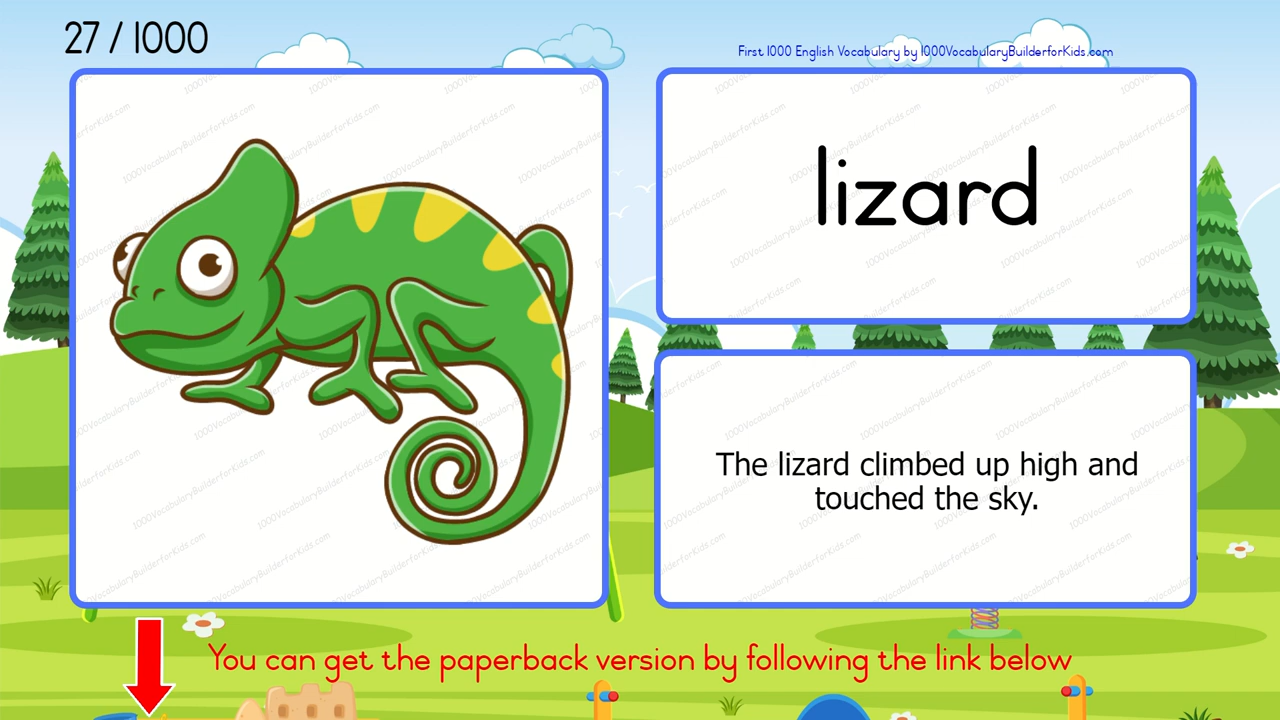 27 / 1000
First 1000 English Vocabulary by 1000VocabularyBuilderforKids.com
lizard
The lizard climbed up high and
touched the sky.
You can get the paperback version by following the link below